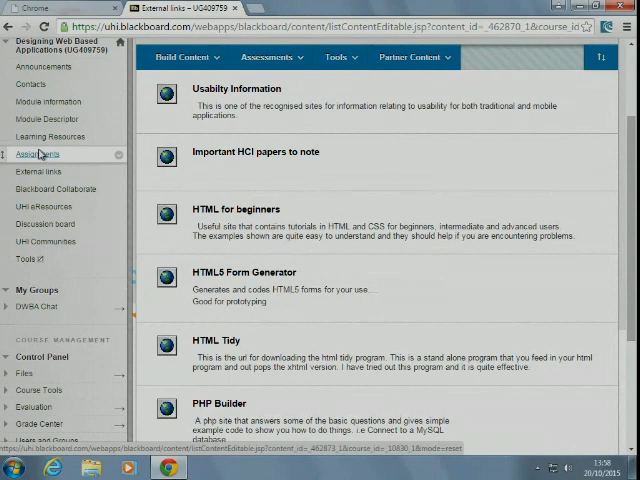 Chrome
External links – UG409759
https://uhi.blackboard.com/webapps/blackboard/content/listContentEditable.jsp?content_id=_462870_1&course_id
Designing Web Based
Applications (UG409759)
Announcements
Contacts
Module Information
Module Descriptor
Learning Resources
Assignments
External links
Blackboard Collaborate
UHI eResources
Discussion board
UHI Communities
Tools
My Groups
DWBA Chat
COURSE MANAGEMENT
Control Panel
Files
Course Tools
Evaluation
Grade Center
Users and Groups
Build Content
Assessments
Tools
Partner Content
Usabilty Information
This is one of the recognised sites for information relating to usability for both traditional and mobile
applications.
Important HCI papers to note
HTML for beginners
Useful site that contains tutorials in HTML and CSS for beginners, intermediate and advanced users.
The examples shown are quite easy to understand and they should help if you are encountering problems.
HTML5 Form Generator
Generates and codes HTML5 forms for your use....
Good for prototyping
HTML Tidy
This is the url for downloading the html tidy program. This is a stand alone program that you feed in your html
program and out pops the xhtml version. I have tried out this program and it is quite effective.
PHP Builder
A php site that answers some of the basic questions and gives simple
example code to show you how to do things. i.e Connect to a MySQL
database
https://uhi.blackboard.com/webapps/blackboard/content/listContentEditable.jsp?content_id=_462873_1&course_id=_10830_1&mode=reset
13:58
20/10/2015